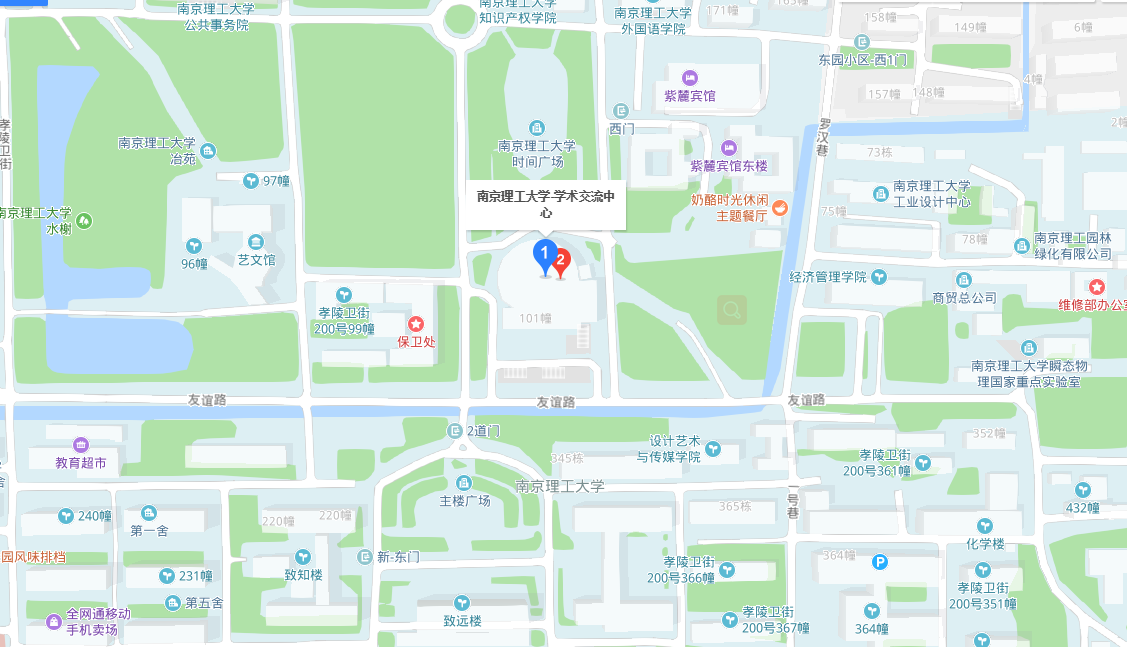 南京理工大学
公共事务院
南京理工大学
知识产权学院
南京理工大学
外国语学院
171幢
165幢
158幢
149幢
6幢
东园小区-西1门
4幢
157幢
148幢
紫麓宾馆
西门
孝陵卫街
罗汉巷
南京理工大学
冶苑
南京理工大学
时间广场
紫麓宾馆东楼
73栋
97幢
南京理工大学-学术交流中
心
奶酪时光休闲
主题餐厅
南京理工大学
工业设计中心
南京理工大学
水榭
75幢
78幢
南京理工园林
绿化有限公司
96幢
艺文馆
1
2
经济管理学院
商贸总公司
维修部办公室
孝陵卫街
200号99幢
保卫处
101幢
南京理工大学瞬态物
理国家重点实验室
友谊路
友谊路
友谊路
2道门
教育超市
345栋
设计艺术
与传媒学院
352幢
孝陵卫街
200号361幢
主楼广场
南京理工大学
一号巷
365栋
432幢
240幢
第一舍
220幢
220幢
化学楼
园风味排档
新-东门
致知楼
231幢
第五舍
孝陵卫街
200号366幢
364幢
P
孝陵卫街
200号351幢
全网通移动
手机卖场
致远楼
孝陵卫街
200号367幢
364幢